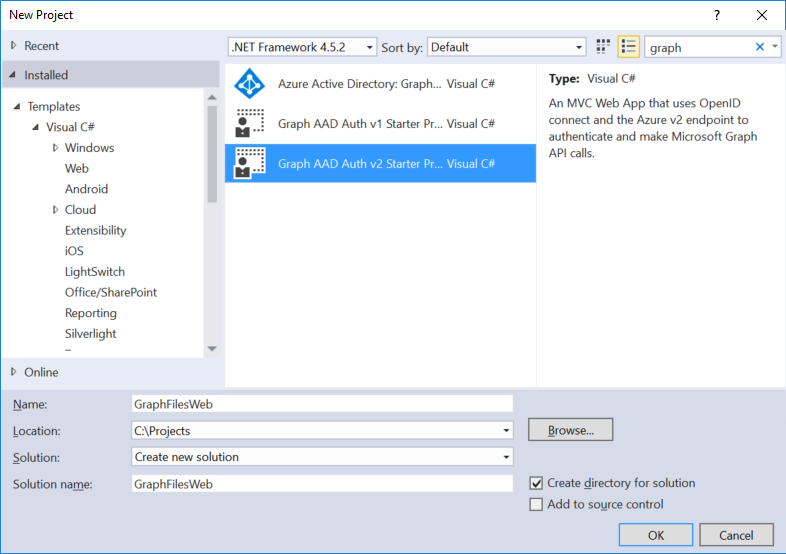 New Project
?
Recent
.NET Framework 4.5.2
Sort by:
Default
graph
Installed
Templates
Visual C#
Windows
Web
Android
Cloud
Extensibility
iOS
LightSwitch
Office/SharePoint
Reporting
Silverlight
Azure Active Directory: Graph... Visual C#
Graph AAD Auth v1 Starter Pr... Visual C#
Graph AAD Auth v2 Starter Pr... Visual C#
Type: Visual C#
An MVC Web App that uses OpenID
connect and the Azure v2 endpoint to
authenticate and make Microsoft Graph
API calls.
Online
Name: GraphFilesWeb
Location: C:\Projects
Browse...
Solution: Create new solution
Solution name: GraphFilesWeb
Create directory for solution
Add to source control
OK
Cancel